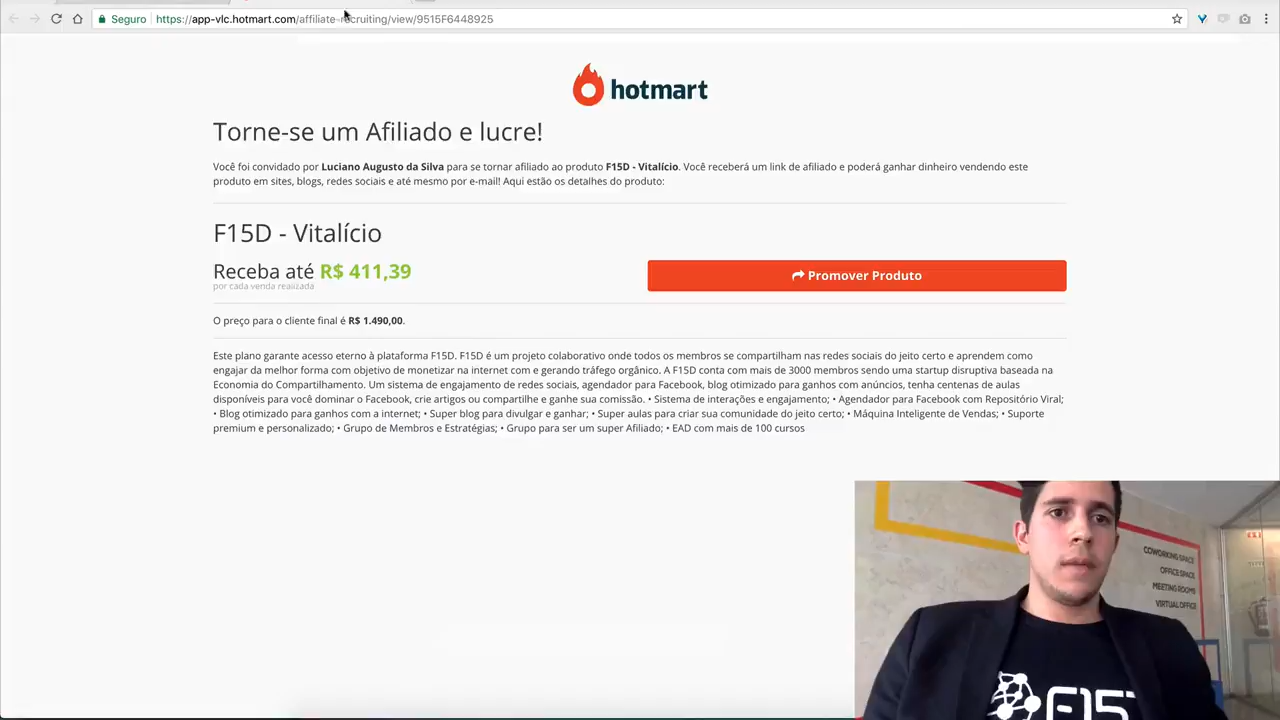 Seguro https://app-vlc.hotmart.com/affiliate-recruiting/view/9515F6448925
hotmart
Torne-se um Afiliado e lucre!
Você foi convidado por Luciano Augusto da Silva para se tornar afiliado ao produto F15D - Vitalício. Você receberá um link de afiliado e poderá ganhar dinheiro vendendo este
produto em sites, blogs, redes sociais e até mesmo por e-mail! Aqui estão os detalhes do produto:
F15D - Vitalício
Receba até R$ 411,39
por cada venda realizada
Promover Produto
O preço para o cliente final é R$ 1.490,00.
Este plano garante acesso eterno à plataforma F15D. F15D é um projeto colaborativo onde todos os membros se compartilham nas redes sociais do jeito certo e aprendem como
engajar da melhor forma com objetivo de monetizar na internet com e gerando tráfego orgânico. A F15D conta com mais de 3000 membros sendo uma startup disruptiva baseada na
Economia do Compartilhamento. Um sistema de engajamento de redes sociais, agendador para Facebook, blog otimizado para ganhos com anúncios, tenha centenas de aulas
disponíveis para você dominar o Facebook, crie artigos ou compartilhe e ganhe sua comissão. • Sistema de interações e engajamento; • Agendador para Facebook com Repositório Viral;
• Blog otimizado para ganhos com a internet; • Super blog para divulgar e ganhar; • Super aulas para criar sua comunidade do jeito certo; • Máquina Inteligente de Vendas; • Suporte
premium e personalizado; • Grupo de Membros e Estratégias; • Grupo para ser um super Afiliado; • EAD com mais de 100 cursos
COWORKING SPACE
OFFICE SPACE
MEETING ROOMS
VIRTUAL OFFICE
F15